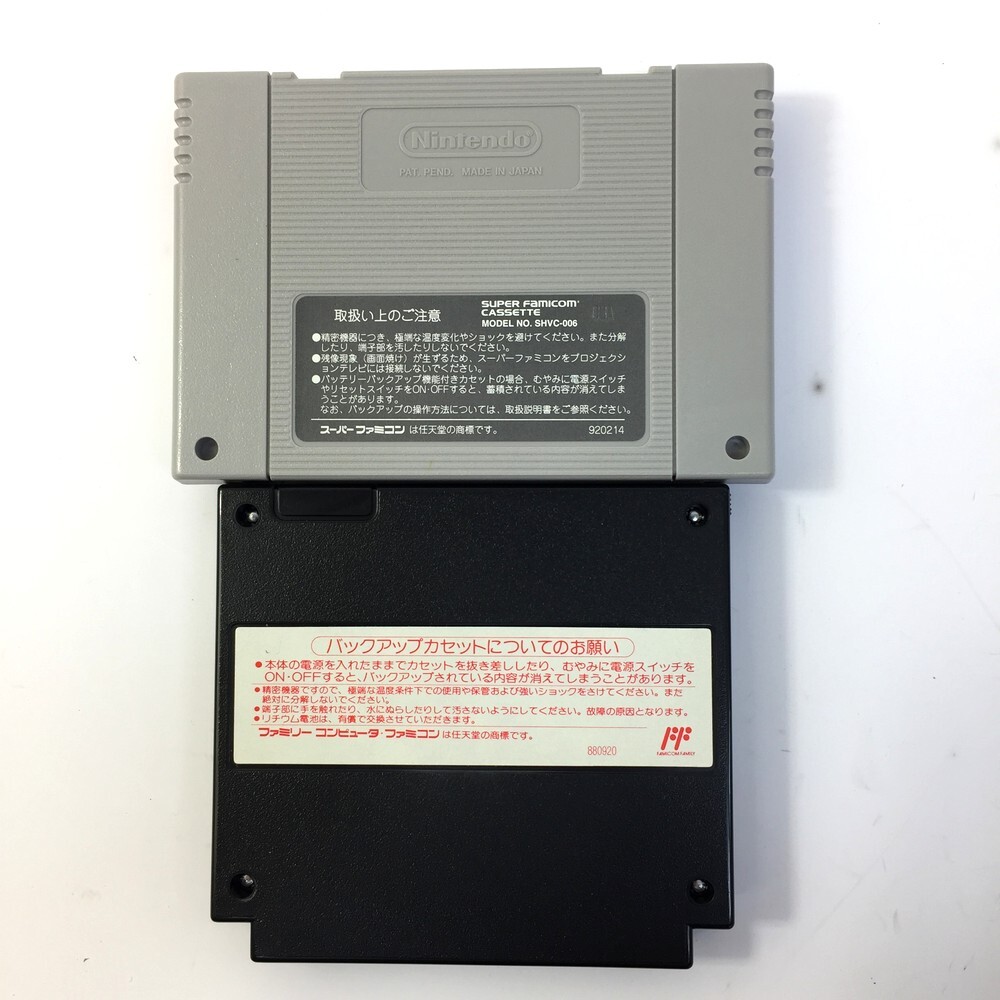 Nintendo
PAT. PEND. MADE IN JAPAN
取扱い上のご注意
SUPER FAMICOM
CASSETTE
MODEL NO. SHVC-006
●精密機器につき、極端な温度変化やショックを避けてください。また分解
したり、端子部を汚したりしないでください。
●残像現象（画面焼け）が生ずるため、スーパーファミコンをプロジェクシ
ョンテレビには接続しないでください。
●バッテリーバックアップ機能付きカセットの場合、むやみに電源スイッチ
やリセットスイッチをON・OFFすると、蓄積されている内容が消えてしま
うことがあります。
なお、バックアップの操作方法については、取扱説明書をご参照ください。
スーパーファミコン は任天堂の商標です。
920214
バックアップカセットについてのお願い
●本体の電源を入れたままでカセットを抜き差ししたり、むやみに電源スイッチを
ON・OFFすると、バックアップされている内容が消えてしまうことがあります。
●精密機器ですので、極端な温度条件下での使用や保管および強いショックをさけてください。また
絶対に分解しないでください。
●端子部に手を触れたり、水にぬらしたりして汚さないようにしてください。故障の原因となります。
●リチウム電池は、有償で交換させていただきます。
ファミリー コンピュータ・ファミコン は任天堂の商標です。
880920
FAMICOM FAMILY